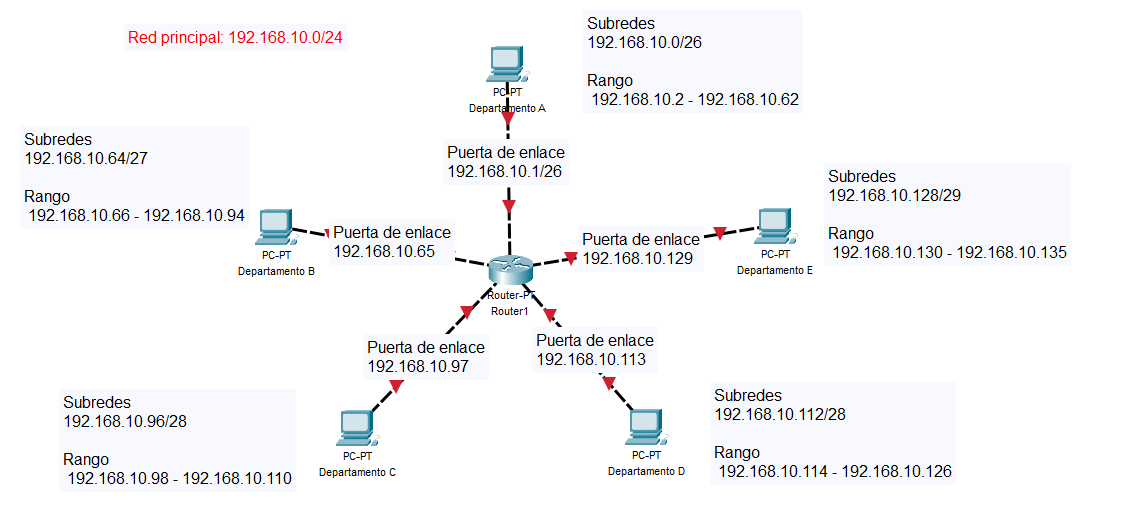 Red principal: 192.168.10.0/24
Subredes
192.168.10.0/26
Rango
192.168.10.2 - 192.168.10.62
PC-PT
Departamento A
Puerta de enlace
192.168.10.1/26
Subredes
192.168.10.64/27
Rango
192.168.10.66 - 192.168.10.94
PC-PT
Departamento B
Puerta de enlace
192.168.10.65
Subredes
192.168.10.128/29
Rango
192.168.10.130 - 192.168.10.135
Puerta de enlace
192.168.10.129
PC-PT
Departamento E
Router-PT
Router1
Puerta de enlace
192.168.10.97
Puerta de enlace
192.168.10.113
Subredes
192.168.10.96/28
Rango
192.168.10.98 - 192.168.10.110
PC-PT
Departamento C
PC-PT
Departamento D
Subredes
192.168.10.112/28
Rango
192.168.10.114 - 192.168.10.126